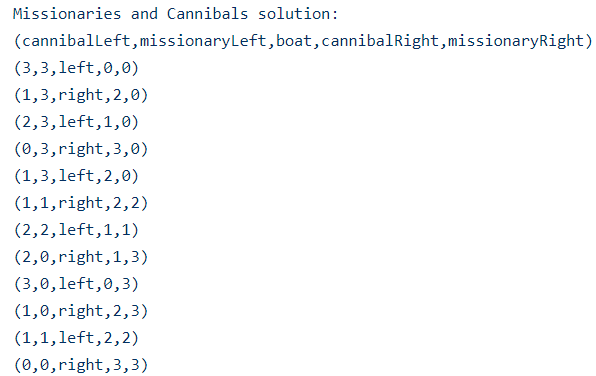 Missionaries and Cannibals solution:
(cannibalLeft,missionaryLeft,boat,cannibalRight,missionaryRight)
(3,3,left,0,0)
(1,3,right,2,0)
(2,3,left,1,0)
(0,3,right,3,0)
(1,3,left,2,0)
(1,1,right,2,2)
(2,2,left,1,1)
(2,0,right,1,3)
(3,0,left,0,3)
(1,0,right,2,3)
(1,1,left,2,2)
(0,0,right,3,3)